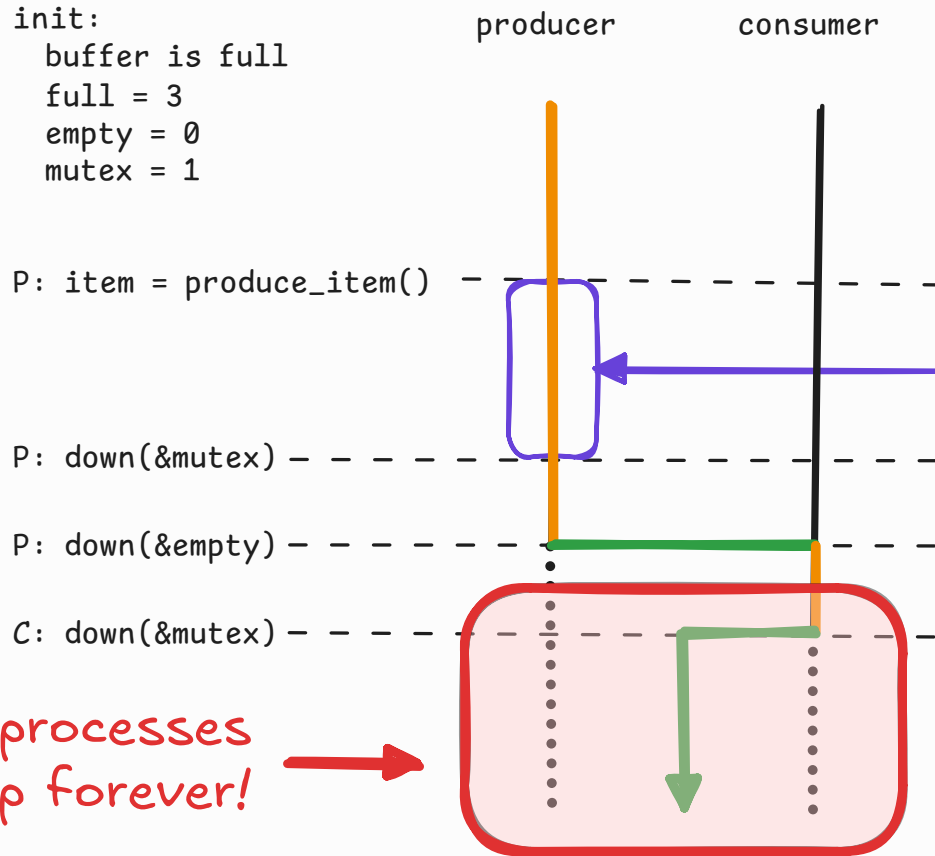 init:
buffer is full
full = 3
empty = 0
mutex = 1
producer
consumer
P: item = produce_item()
P: down(&mutex)
P: down(&empty)
C: down(&mutex)
processes
forever!